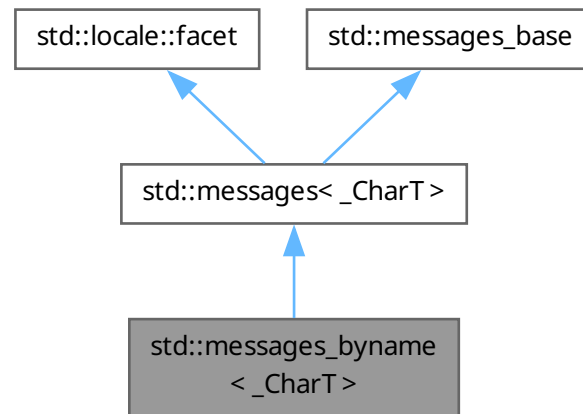 std::locale::facet
std::messages_base
std::messages< _CharT >
std::messages_byname
< _CharT >